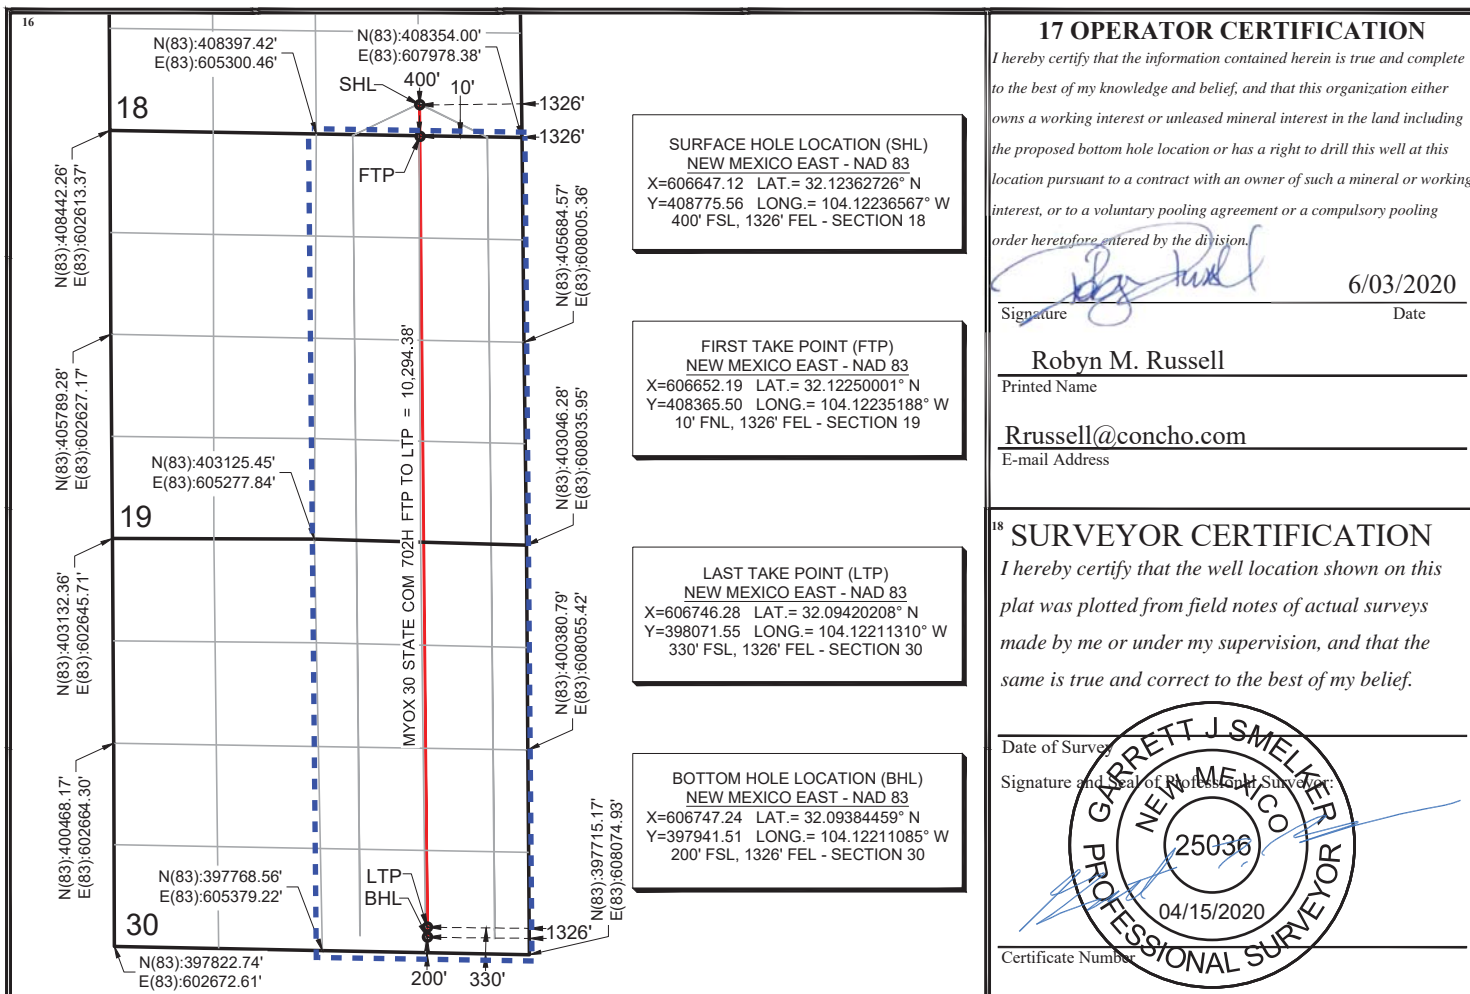 16
N(83):408397.42'
E(83):605300.46'
N(83):408354.00'
E(83):607978.38'
SHL
400'
10'
1326'
18
1326'
FTP
N(83):408442.26'
E(83):602613.37'
N(83):405684.57'
E(83):608005.36'
N(83):405789.28'
E(83):602627.17'
MYOX 30 STATE COM 702H FTP TO LTP = 10,294.38'
N(83):403125.45'
E(83):605277.84'
N(83):403046.28'
E(83):608035.95'
19
N(83):403132.36'
E(83):602645.71'
N(83):400380.79'
E(83):608055.42'
N(83):400468.17'
E(83):602664.30'
N(83):397715.17'
E(83):608074.93'
N(83):397768.56'
E(83):605379.22'
LTP
BHL
30
1326'
N(83):397822.74'
E(83):602672.61'
200'
330'
SURFACE HOLE LOCATION (SHL)
NEW MEXICO EAST - NAD 83
X=606647.12 LAT.= 32.12362726° N
Y=408775.56 LONG.= 104.12236567° W
400' FSL, 1326' FEL - SECTION 18
FIRST TAKE POINT (FTP)
NEW MEXICO EAST - NAD 83
X=606652.19 LAT.= 32.12250001° N
Y=408365.50 LONG.= 104.12235188° W
10' FNL, 1326' FEL - SECTION 19
LAST TAKE POINT (LTP)
NEW MEXICO EAST - NAD 83
X=606746.28 LAT.= 32.09420208° N
Y=398071.55 LONG.= 104.12211310° W
330' FSL, 1326' FEL - SECTION 30
BOTTOM HOLE LOCATION (BHL)
NEW MEXICO EAST - NAD 83
X=606747.24 LAT.= 32.09384459° N
Y=397941.51 LONG.= 104.12211085° W
200' FSL, 1326' FEL - SECTION 30
17 OPERATOR CERTIFICATION
I hereby certify that the information contained herein is true and complete
to the best of my knowledge and belief, and that this organization either
owns a working interest or unleased mineral interest in the land including
the proposed bottom hole location or has a right to drill this well at this
location pursuant to a contract with an owner of such a mineral or working
interest, or to a voluntary pooling agreement or a compulsory pooling
order heretofore entered by the division.
6/03/2020
Signature Date
Robyn M. Russell
Printed Name
Rrussell@concho.com
E-mail Address
18 SURVEYOR CERTIFICATION
I hereby certify that the well location shown on this
plat was plotted from field notes of actual surveys
made by me or under my supervision, and that the
same is true and correct to the best of my belief.
Date of Survey
Signature and Seal of Professional Surveyor:
GARRETT J SMELKER
NEW MEXICO
25036
04/15/2020
PROFESSIONAL SURVEYOR
Certificate Number